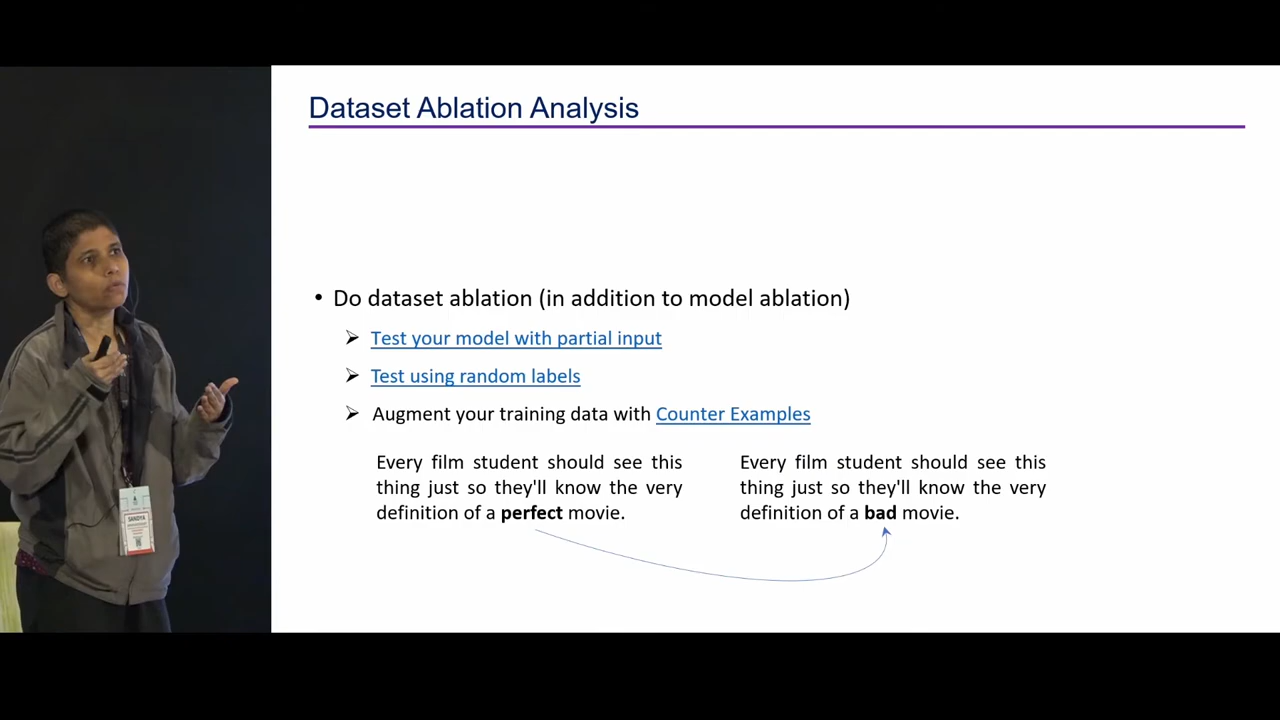 Dataset Ablation Analysis
• Do dataset ablation (in addition to model ablation)
➢ Test your model with partial input
➢ Test using random labels
➢ Augment your training data with Counter Examples
Every film student should see this
thing just so they'll know the very
definition of a perfect movie.
Every film student should see this
thing just so they'll know the very
definition of a bad movie.
SANDYA